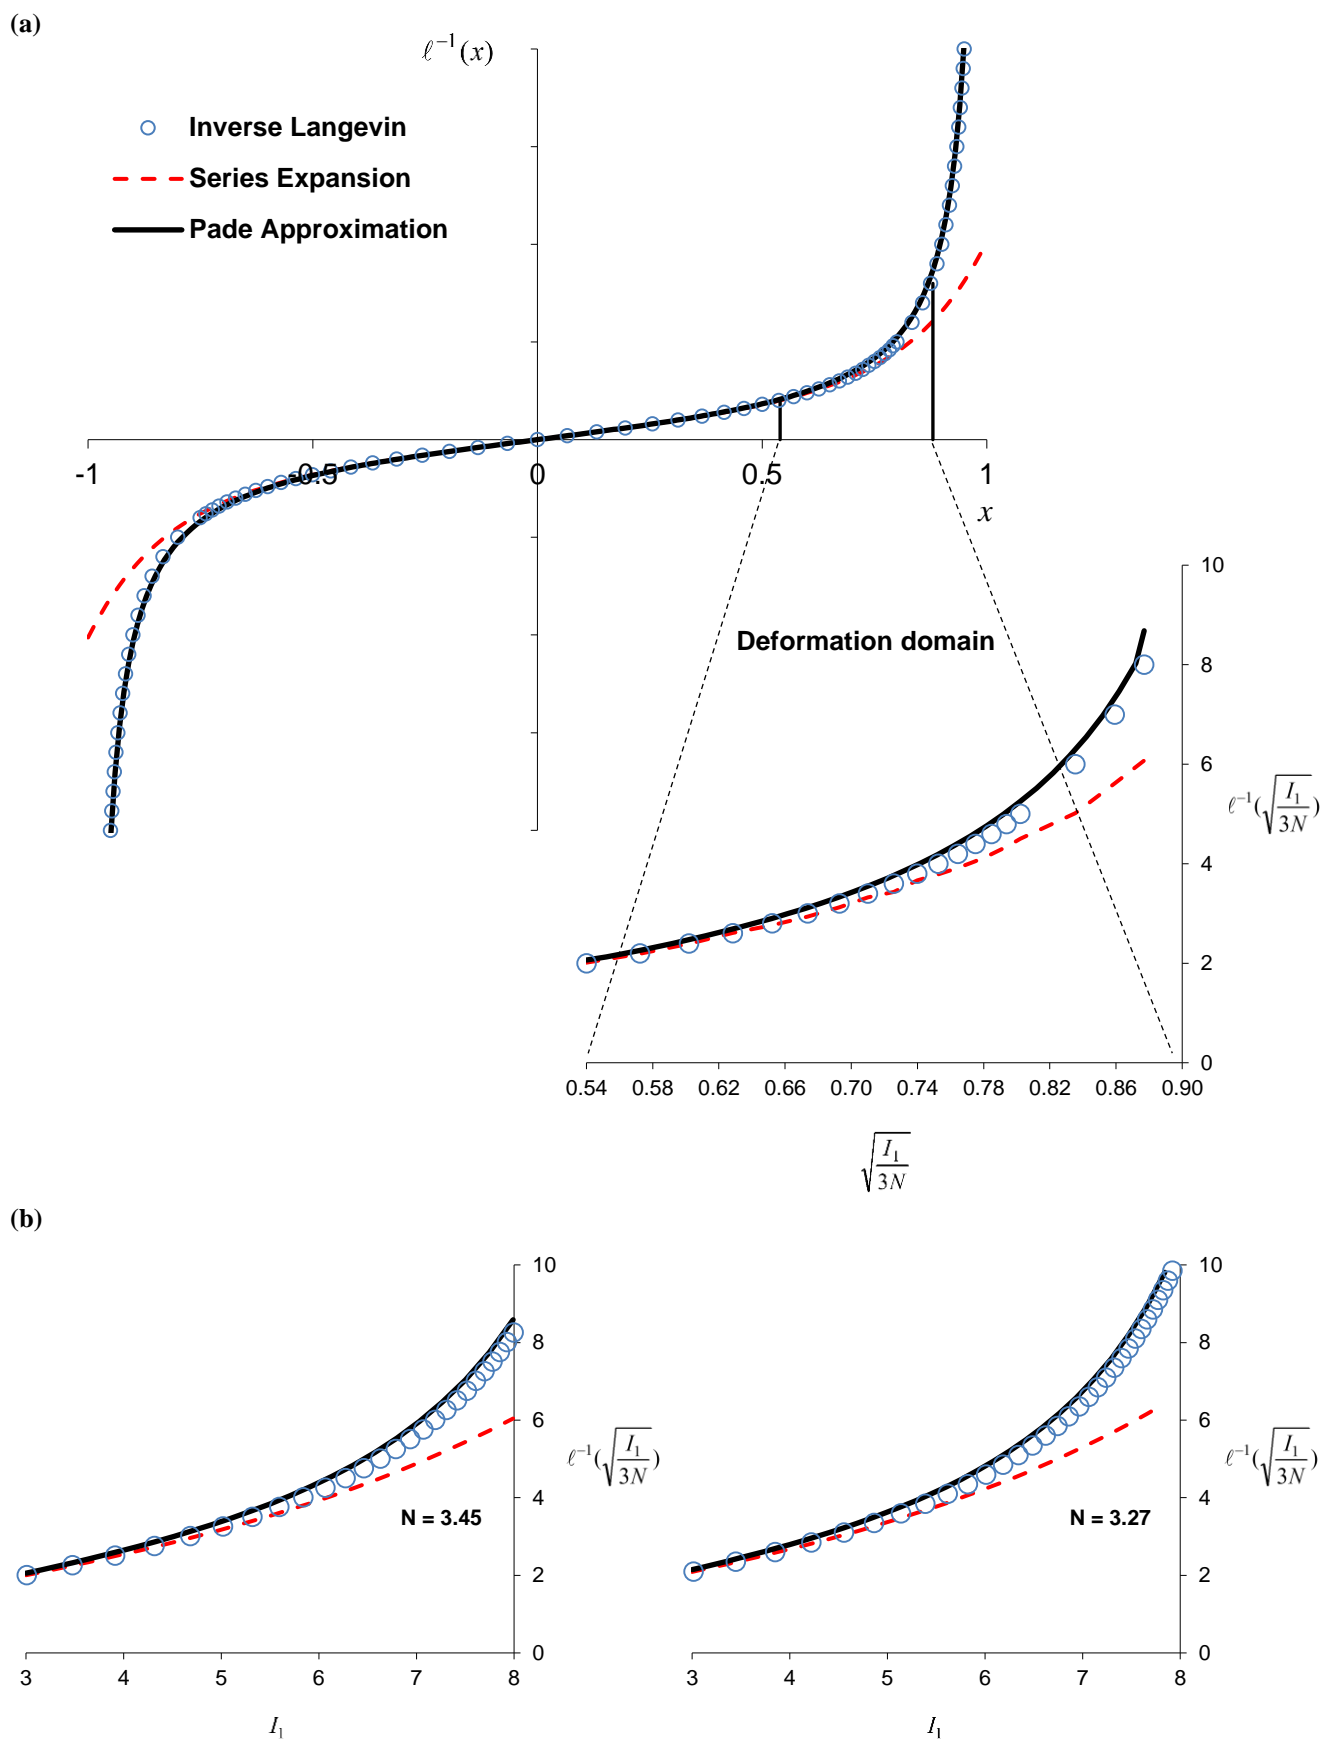 (a)
ℓ⁻¹(x)
Inverse Langevin
Series Expansion
Pade Approximation
-1
-0.5
0
0.5
1
x
Deformation domain
10
8
6
4
2
0
ℓ⁻¹(√(I₁/3N))
0.54 0.58 0.62 0.66 0.70 0.74 0.78 0.82 0.86 0.90
√(I₁/3N)
(b)
10
8
6
4
2
0
ℓ⁻¹(√(I₁/3N))
N = 3.45
3 4 5 6 7 8
I₁
10
8
6
4
2
0
ℓ⁻¹(√(I₁/3N))
N = 3.27
3 4 5 6 7 8
I₁